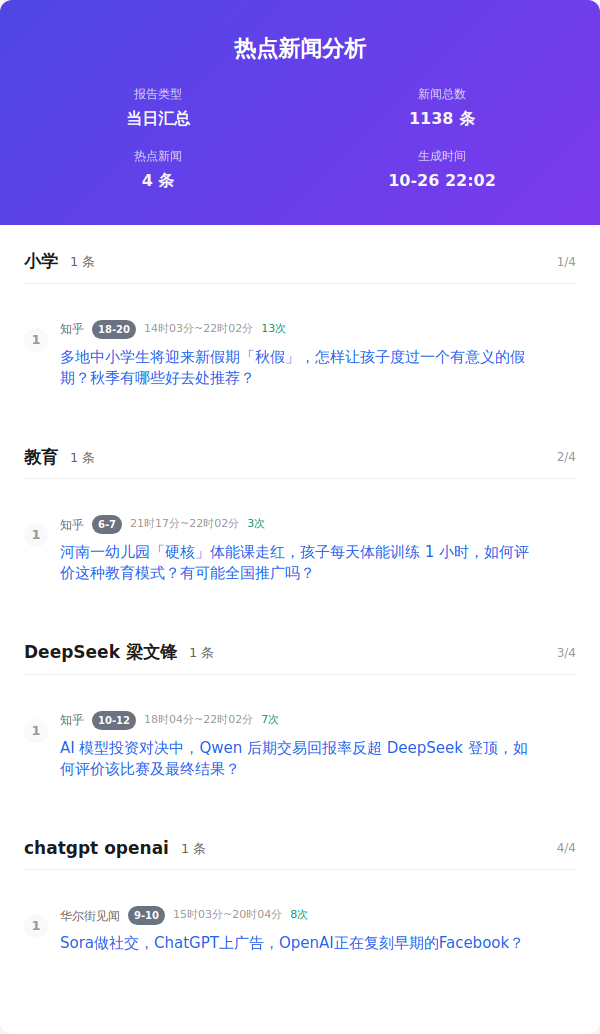 热点新闻分析
报告类型
新闻总数
当日汇总
1138 条
热点新闻
生成时间
4 条
10-26 22:02
小学 1 条 1/4
1 知乎 18-20 14时03分~22时02分 13次
多地中小学生将迎来新假期「秋假」，怎样让孩子度过一个有意义的假
期？秋季有哪些好去处推荐？
教育 1 条 2/4
1 知乎 6-7 21时17分~22时02分 3次
河南一幼儿园「硬核」体能课走红，孩子每天体能训练 1 小时，如何评
价这种教育模式？有可能全国推广吗？
DeepSeek 梁文锋 1 条 3/4
1 知乎 10-12 18时04分~22时02分 7次
AI 模型投资对决中，Qwen 后期交易回报率反超 DeepSeek 登顶，如
何评价该比赛及最终结果？
chatgpt openai 1 条 4/4
1 华尔街见闻 9-10 15时03分~20时04分 8次
Sora做社交，ChatGPT上广告，OpenAI正在复刻早期的Facebook？